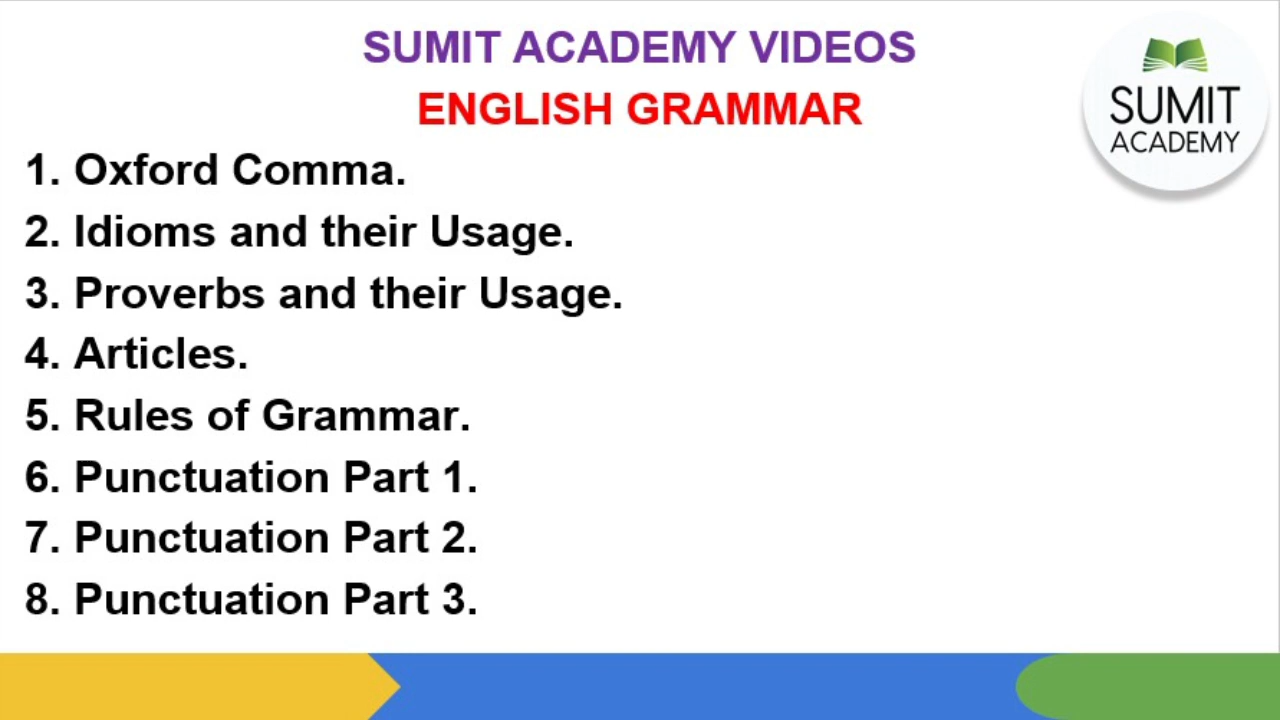 SUMIT ACADEMY VIDEOS
ENGLISH GRAMMAR
SUMIT
ACADEMY
1. Oxford Comma.
2. Idioms and their Usage.
3. Proverbs and their Usage.
4. Articles.
5. Rules of Grammar.
6. Punctuation Part 1.
7. Punctuation Part 2.
8. Punctuation Part 3.